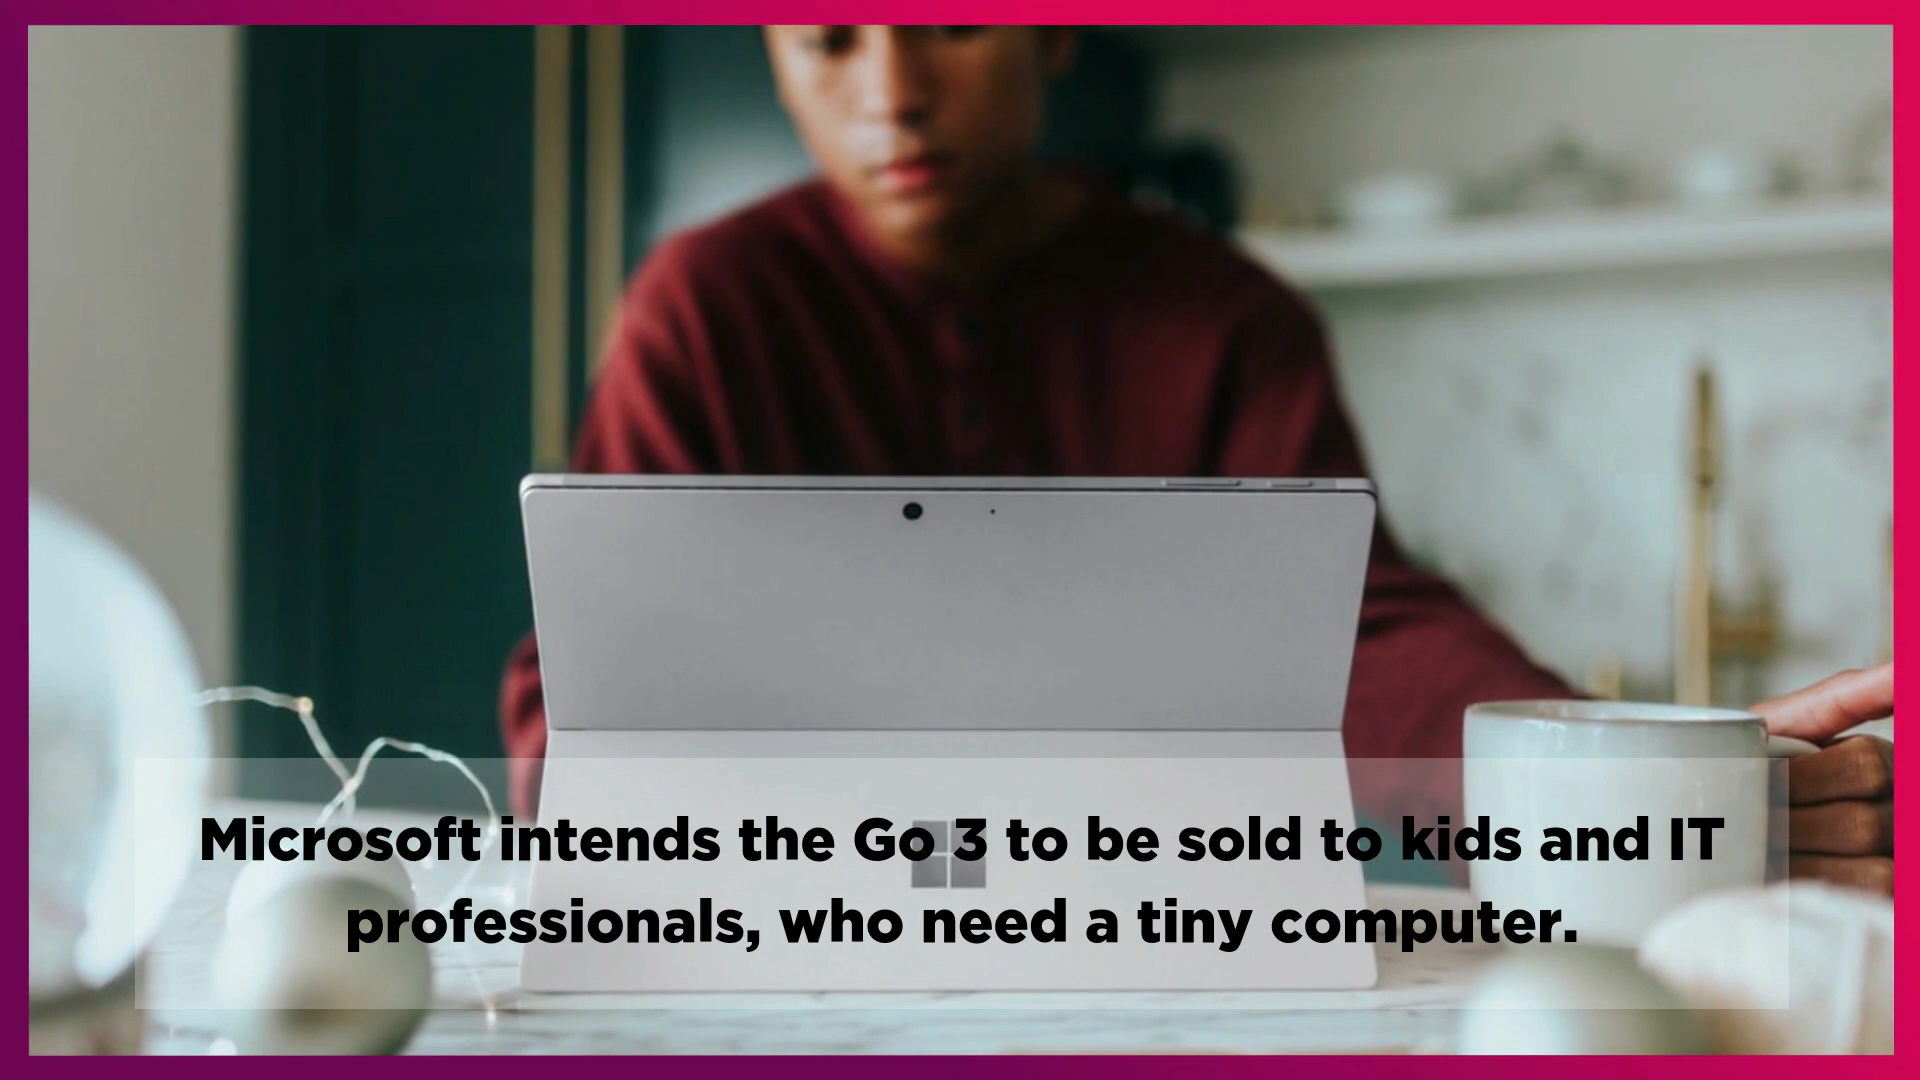 Microsoft intends the Go 3 to be sold to kids and IT
professionals, who need a tiny computer.